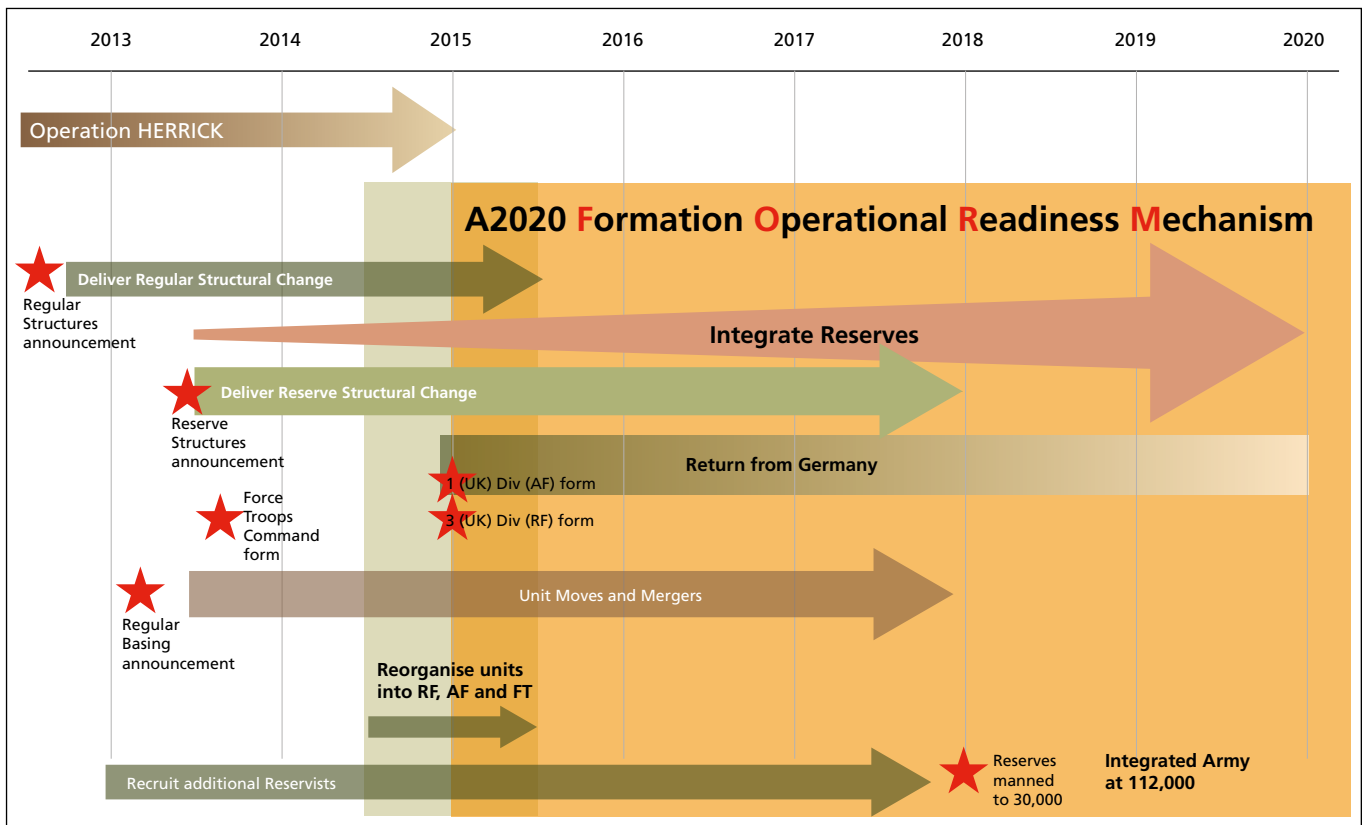 2013 2014 2015 2016 2017 2018 2019 2020
Operation HERRICK
A2020 Formation Operational Readiness Mechanism
Deliver Regular Structural Change
Regular
Structures
announcement
Integrate Reserves
Deliver Reserve Structural Change
Reserve
Structures
announcement
Return from Germany
1 (UK) Div (AF) form
3 (UK) Div (RF) form
Force
Troops
Command
form
Unit Moves and Mergers
Regular
Basing
announcement
Reorganise units
into RF, AF and FT
Recruit additional Reservists
Reserves
manned
to 30,000
Integrated Army
at 112,000